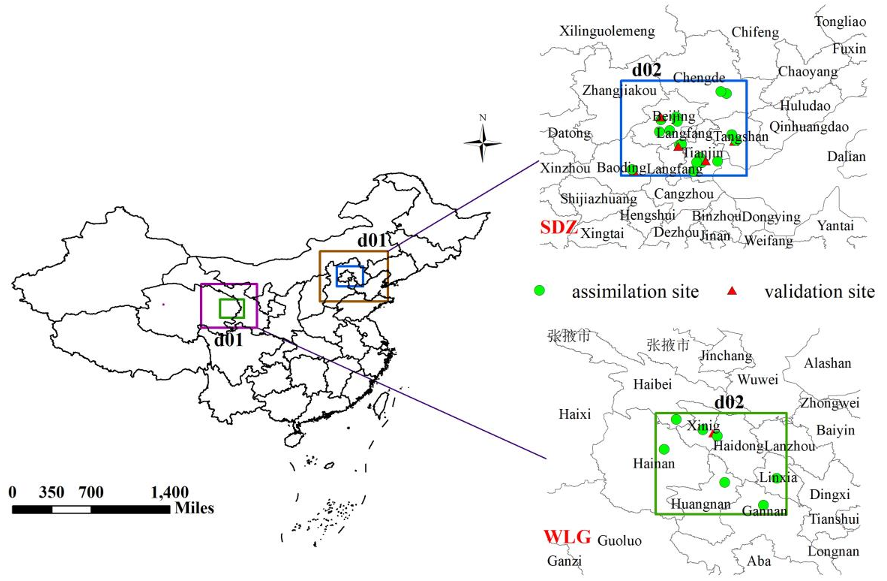 N
d01
d01
0 350 700 1,400
Miles
Xilinguolemeng
Chifeng
Tongliao
Fuxin
d02
Chengde
Chaoyang
Zhangjiakou
Huludao
Beijing
Qinhuangdao
Datong
Langfang
Tangshan
Tianjin
Dalian
Xinzhou
Baoding
Langfang
Shijiazhuang
Cangzhou
Hengshui
Binzhou
Dongying
SDZ
Xingtai
Dezhou
Jinan
Weifang
Yantai
assimilation site
validation site
张掖市
张掖市
Jinchang
Alashan
Haibei
Wuwei
d02
Zhongwei
Haixi
Xinig
Baiyin
Haidong
Lanzhou
Hainan
Linxia
Dingxi
Huangnan
Gannan
Tianshui
WLG
Guoluo
Longnan
Ganzi
Aba